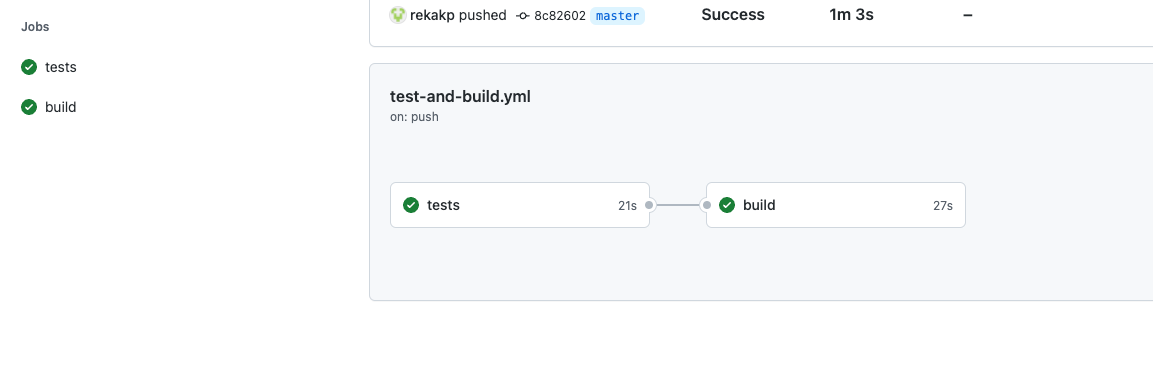 Jobs
tests
build
rekakp pushed 8c82602 master Success 1m 3s –
test-and-build.yml
on: push
tests 21s
build 27s